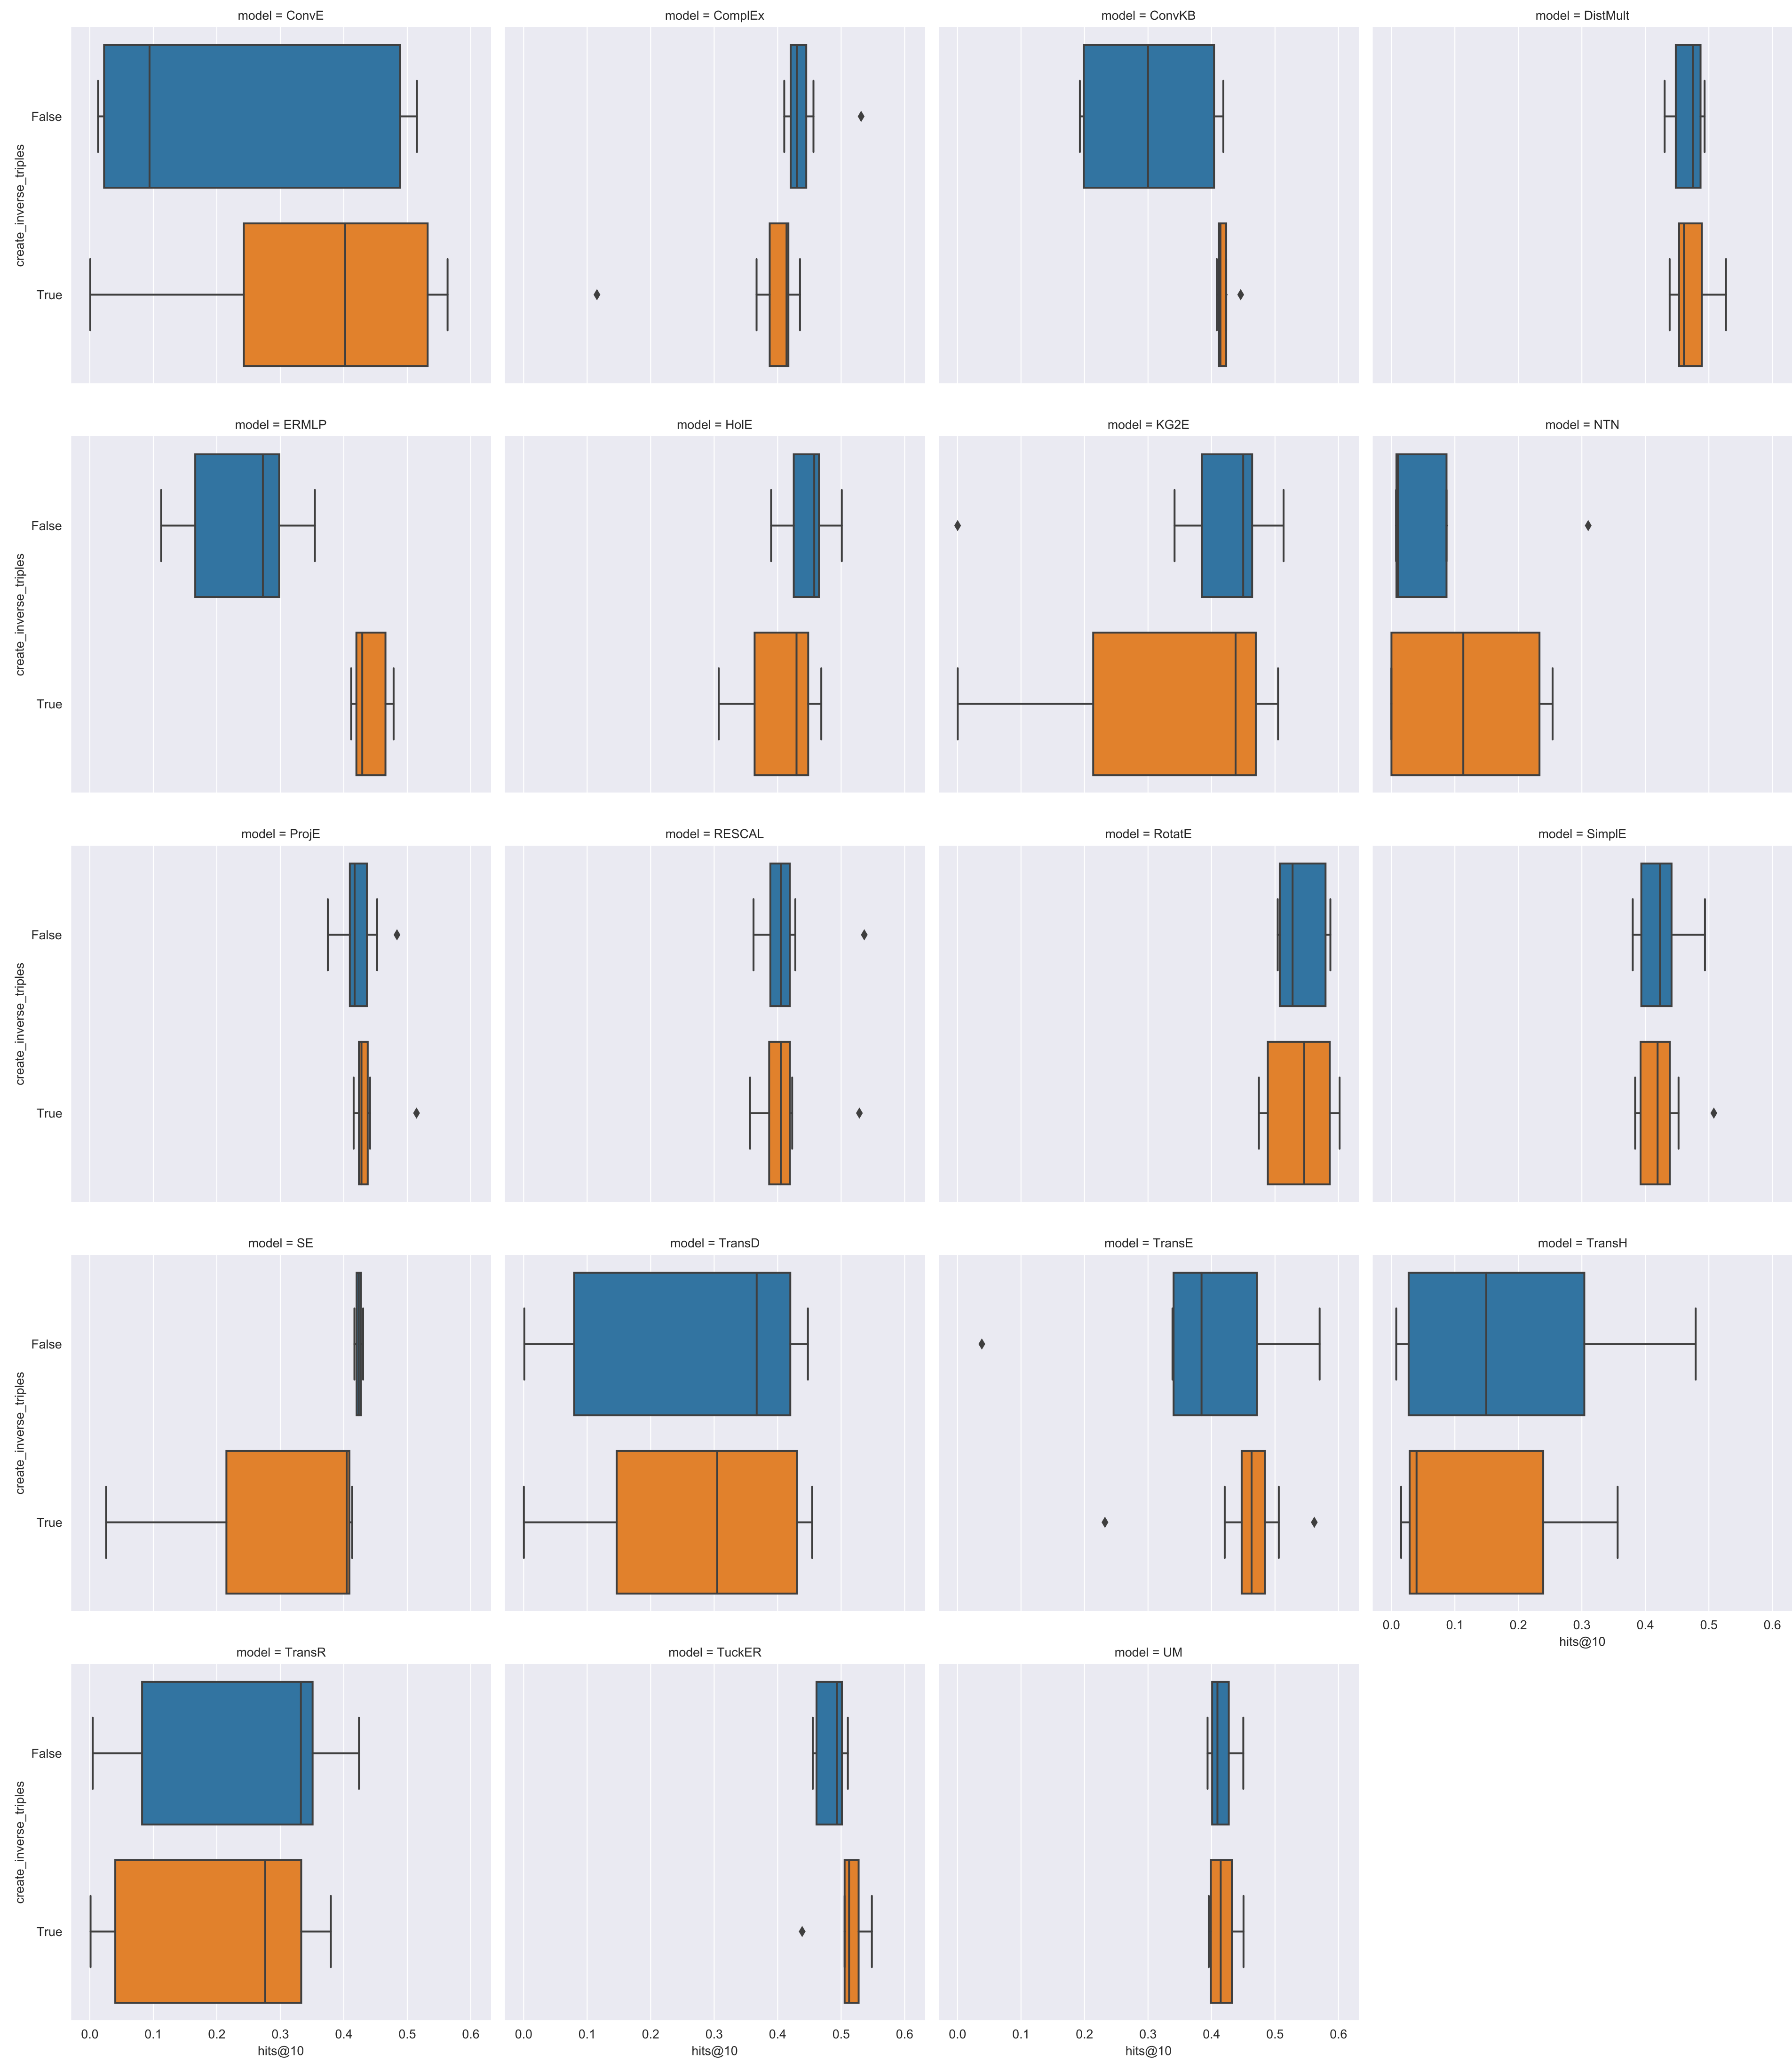 model = ConvE
model = ComplEx
model = ConvKB
model = DistMult
create_inverse_triples
False
True
model = ERMLP
model = HolE
model = KG2E
model = NTN
create_inverse_triples
False
True
model = ProjE
model = RESCAL
model = RotatE
model = SimplE
create_inverse_triples
False
True
model = SE
model = TransD
model = TransE
model = TransH
create_inverse_triples
False
True
0.0 0.1 0.2 0.3 0.4 0.5 0.6
hits@10
model = TransR
model = TuckER
model = UM
create_inverse_triples
False
True
0.0 0.1 0.2 0.3 0.4 0.5 0.6
hits@10
0.0 0.1 0.2 0.3 0.4 0.5 0.6
hits@10
0.0 0.1 0.2 0.3 0.4 0.5 0.6
hits@10